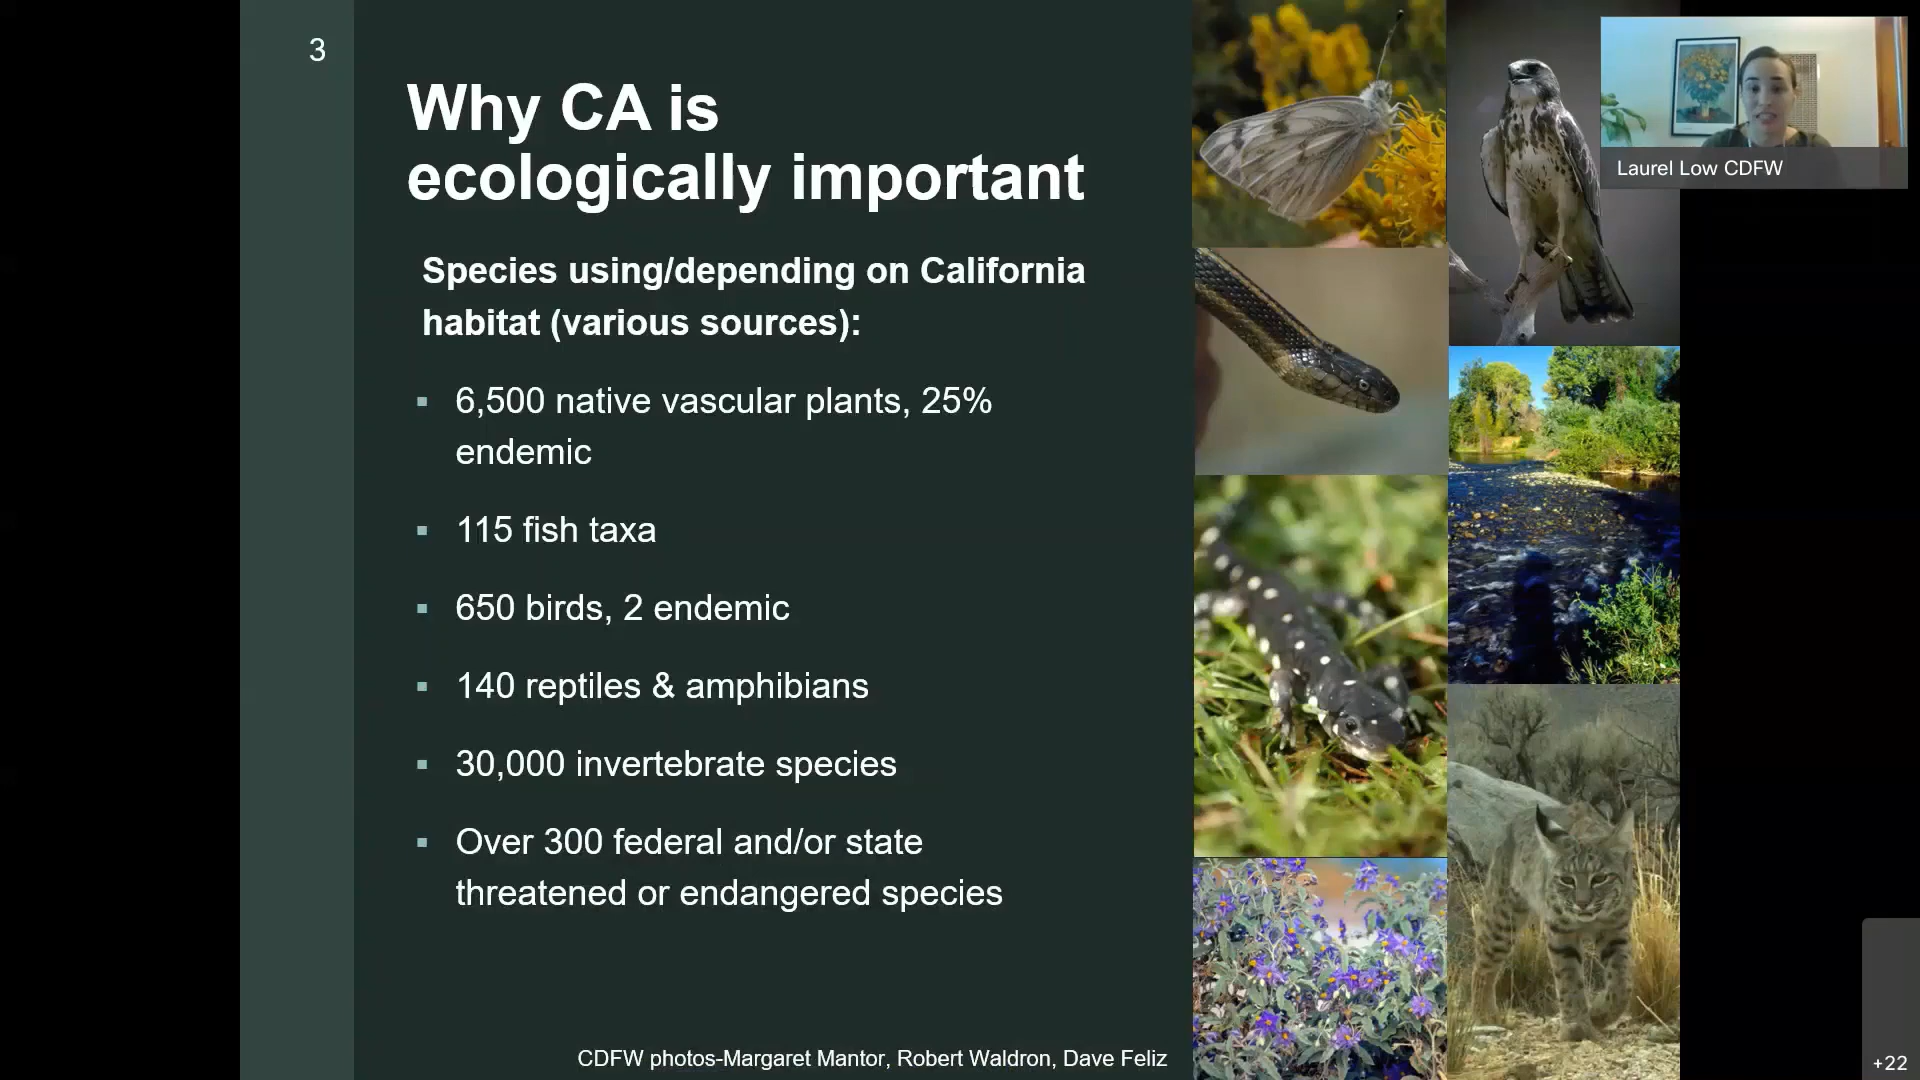 3
Why CA is
ecologically important
Species using/depending on California
habitat (various sources):
▪ 6,500 native vascular plants, 25%
endemic
▪ 115 fish taxa
▪ 650 birds, 2 endemic
▪ 140 reptiles & amphibians
▪ 30,000 invertebrate species
▪ Over 300 federal and/or state
threatened or endangered species
CDFW photos-Margaret Mantor, Robert Waldron, Dave Feliz
Laurel Low CDFW
+22